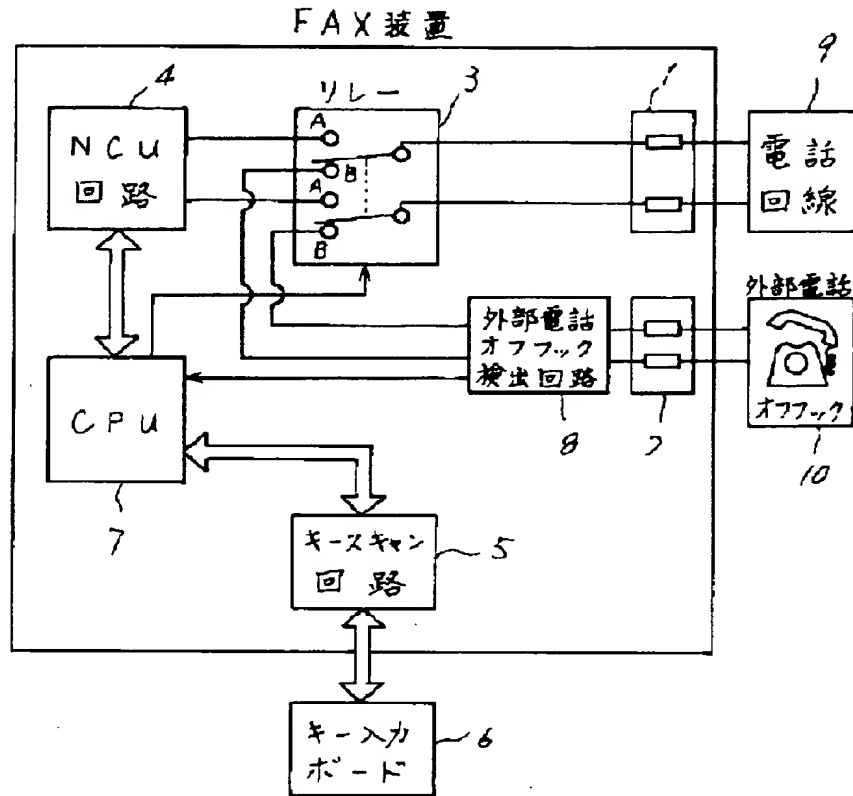 FAX装置
4
NCU
回路
リレー
3
A
B
A
B
1
9
電話
回線
外部電話
オフフック
検出回路
8
2
外部電話
オフフック
10
CPU
7
キースキャン
回路
5
キー入力
ボード
6